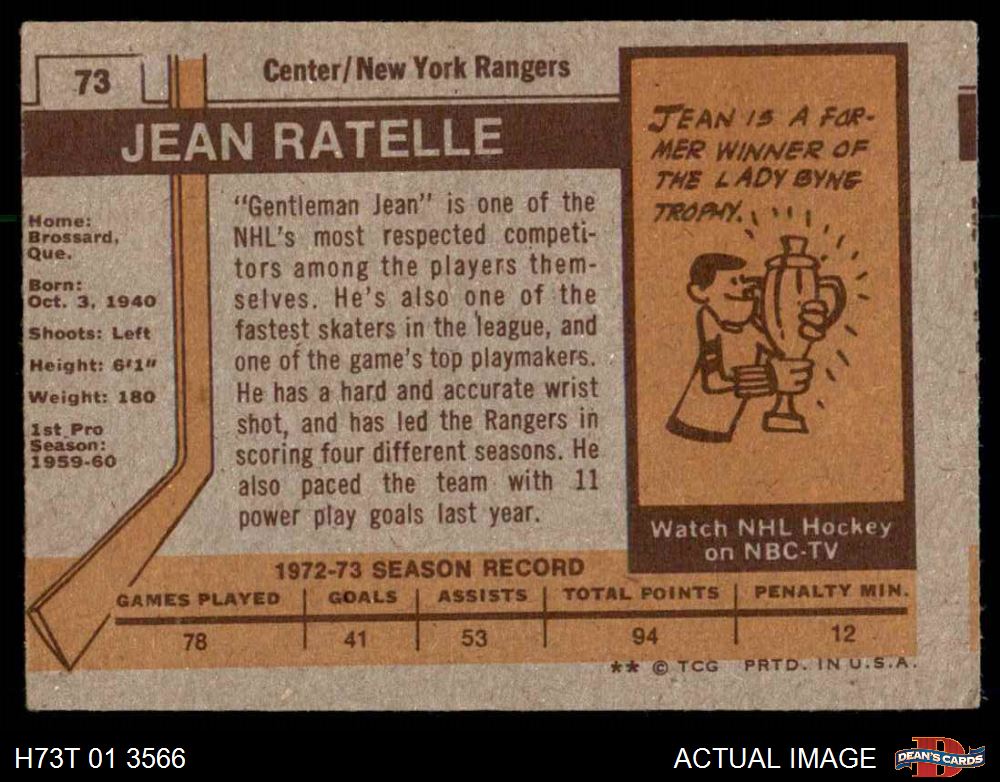 73
Center/New York Rangers
JEAN RATELLE
Home:
Brossard,
Que.
Born:
Oct. 3, 1940
Shoots: Left
Height: 6'1"
Weight: 180
1st Pro
Season:
1959-60
"Gentleman Jean" is one of the
NHL's most respected competi-
tors among the players them-
selves. He's also one of the
fastest skaters in the league, and
one of the game's top playmakers.
He has a hard and accurate wrist
shot, and has led the Rangers in
scoring four different seasons. He
also paced the team with 11
power play goals last year.
JEAN IS A FOR-
MER WINNER OF
THE LADY BYNG
TROPHY.
Watch NHL Hockey
on NBC-TV
1972-73 SEASON RECORD
GAMES PLAYED GOALS ASSISTS TOTAL POINTS PENALTY MIN.
78 41 53 94 12
** © TCG PRTD. IN U.S.A.
H73T 01 3566 ACTUAL IMAGE
D
DEAN'S CARDS